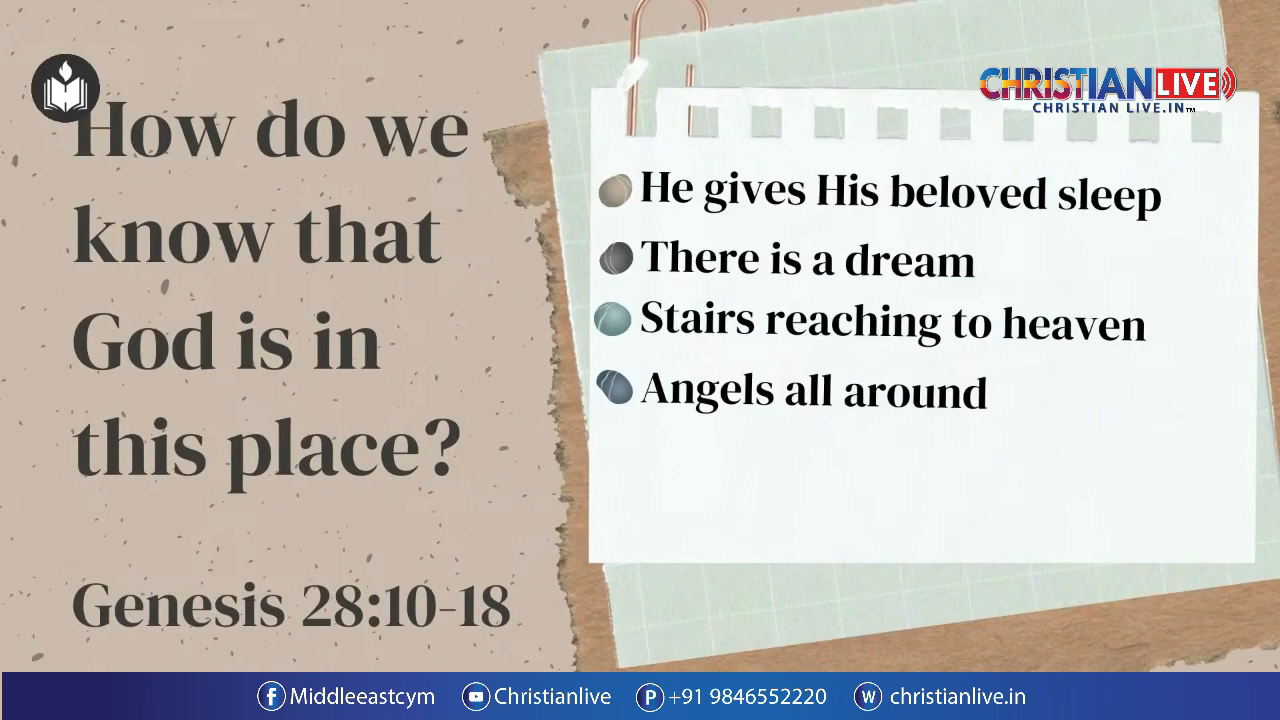 How do we
know that
God is in
this place?
Genesis 28:10-18
CHRISTIAN LIVE
CHRISTIAN LIVE.IN™
He gives His beloved sleep
There is a dream
Stairs reaching to heaven
Angels all around
Middleeastcym Christianlive P +91 9846552220 W christianlive.in